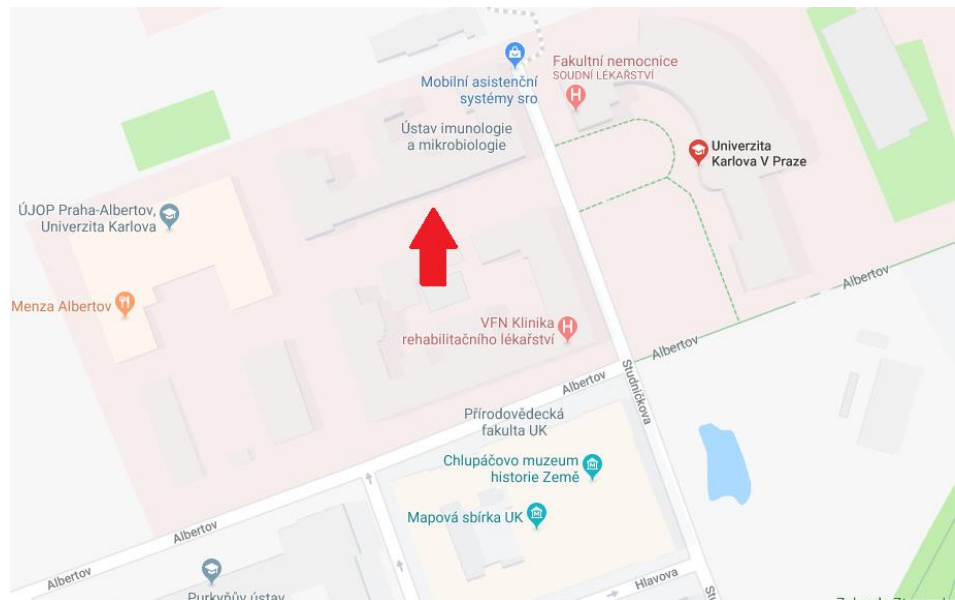 Mobilní asistenční
systémy sro
Fakultní nemocnice
SOUDNÍ LÉKAŘSTVÍ
H
Ústav imunologie
a mikrobiologie
Univerzita
Karlova V Praze
ÚJOP Praha-Albertov,
Univerzita Karlova
Albertov
Menza Albertov
VFN Klinika
rehabilitačního lékařství
H
Albertov
Studničkova
Albertov
Přírodovědecká
fakulta UK
Chlupáčovo muzeum
historie Země
M
Mapová sbírka UK
M
Albertov
Albertov
Hlavova
Purkyňův ústav